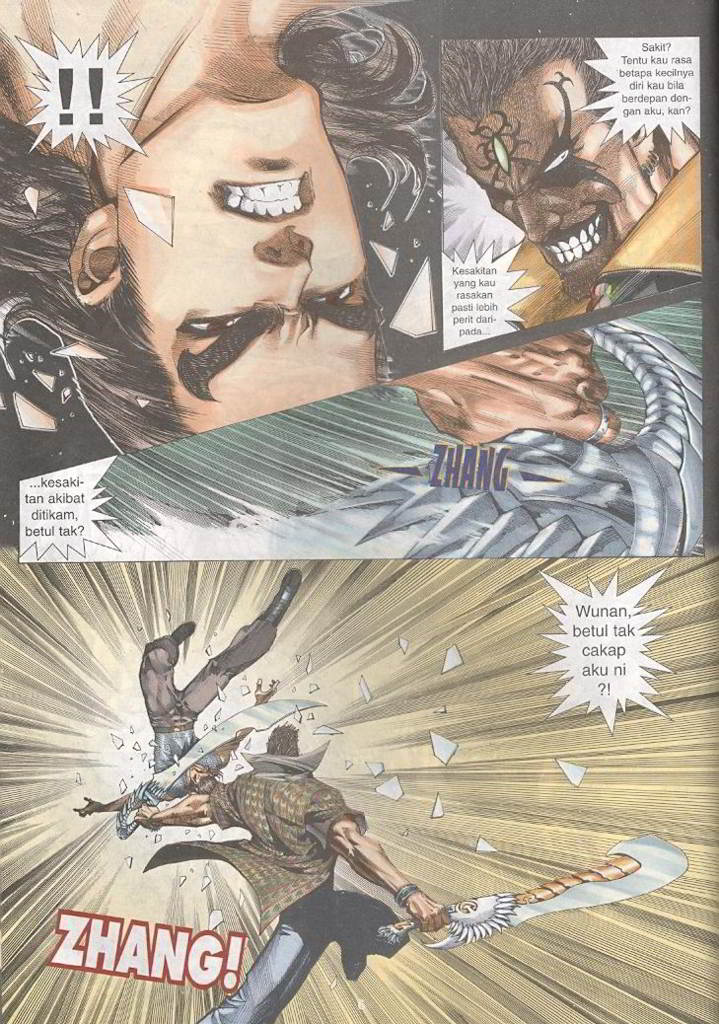 !!
Sakit?
Tentu kau rasa
betapa kecilnya
diri kau bila
berdepan den-
gan aku, kan?
Kesakitan
yang kau
rasakan
pasti lebih
perit dari-
pada...
ZHANG
...kesaki-
tan akibat
ditikam,
betul tak?
Wunan,
betul tak
cakap
aku ni
?!
ZHANG!